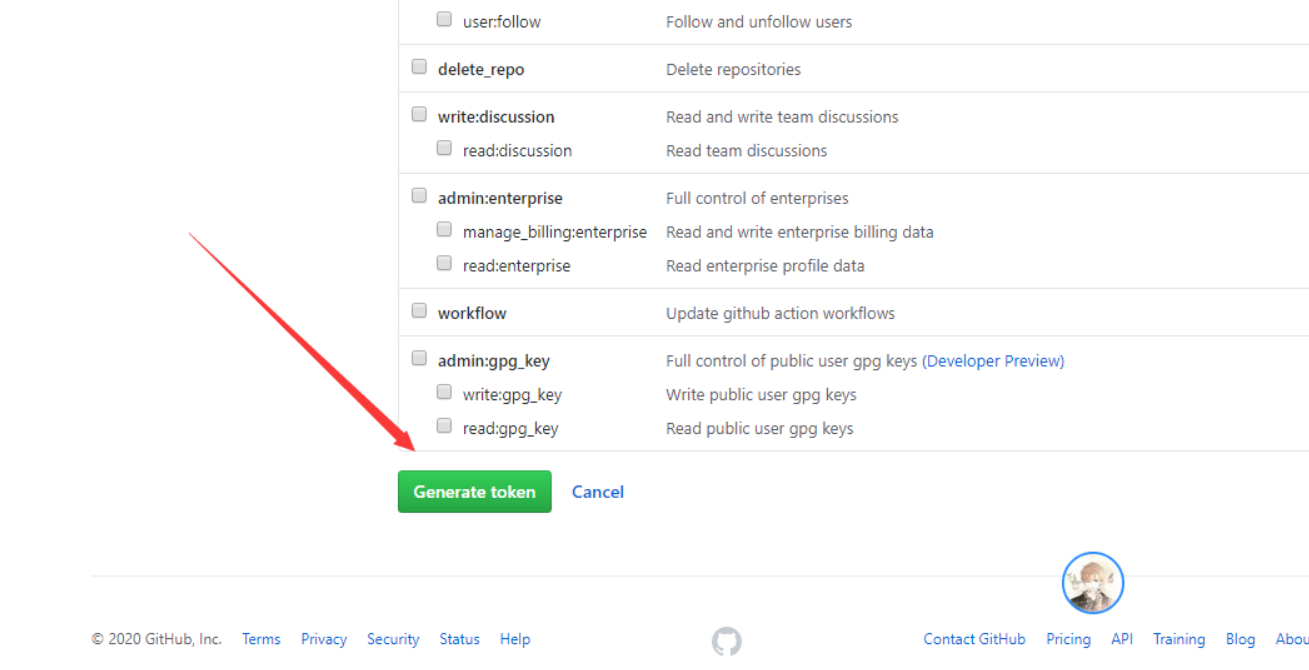 user:follow Follow and unfollow users
delete_repo Delete repositories
write:discussion Read and write team discussions
read:discussion Read team discussions
admin:enterprise Full control of enterprises
manage_billing:enterprise Read and write enterprise billing data
read:enterprise Read enterprise profile data
workflow Update github action workflows
admin:gpg_key Full control of public user gpg keys (Developer Preview)
write:gpg_key Write public user gpg keys
read:gpg_key Read public user gpg keys
Generate token Cancel
© 2020 GitHub, Inc. Terms Privacy Security Status Help Contact GitHub Pricing API Training Blog Abou